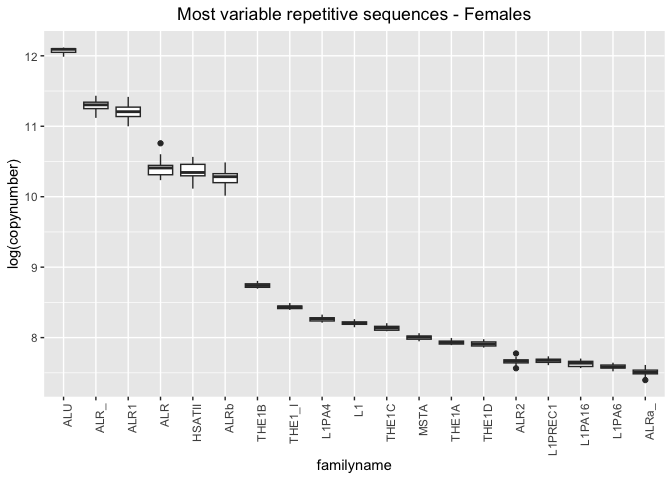 Most variable repetitive sequences - Females
log(copynumber)
12
11
10
9
8
ALU
ALR_
ALR1
ALR
HSATII
ALRb
THE1B
THE1_I
L1PA4
L1
THE1C
MSTA
THE1A
THE1D
ALR2
L1PREC1
L1PA16
L1PA6
ALRa_
familyname